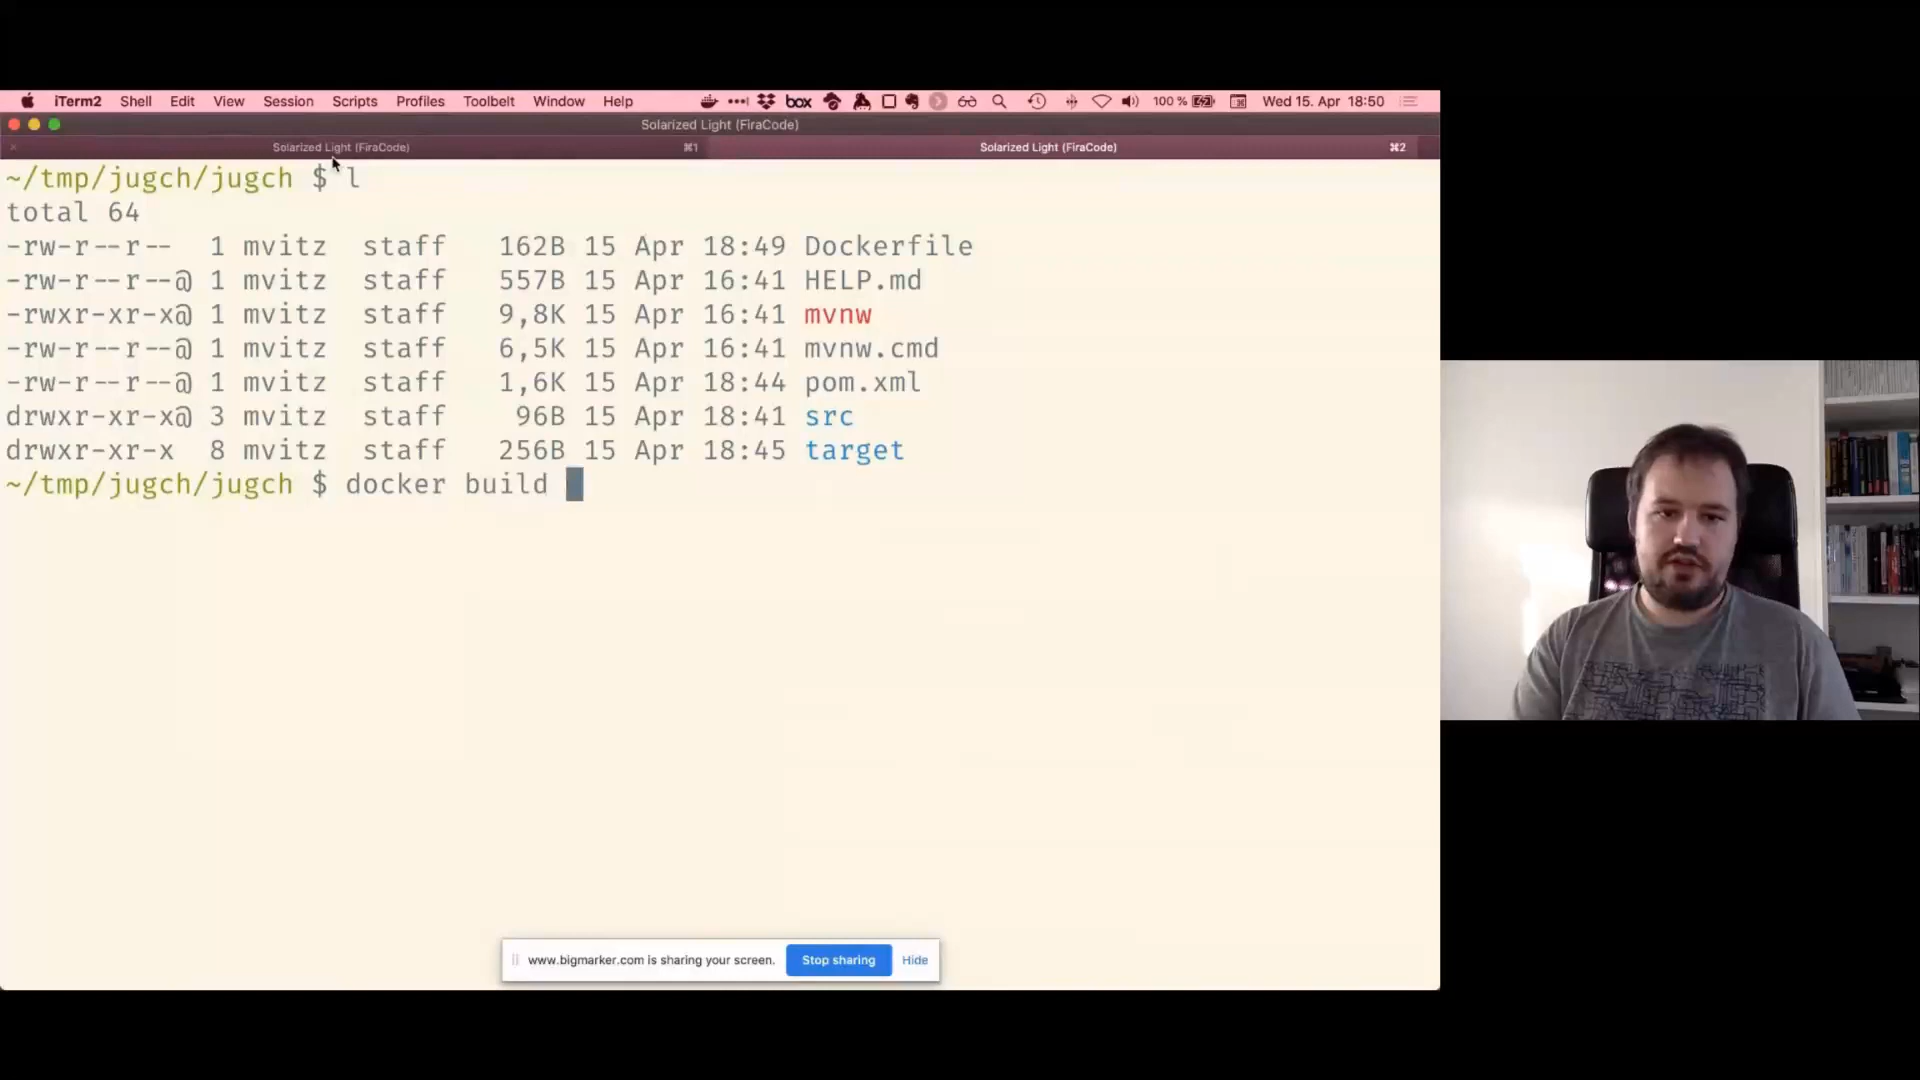 iTerm2 Shell Edit View Session Scripts Profiles Toolbelt Window Help box 100 % Wed 15. Apr 18:50
Solarized Light (FiraCode)
Solarized Light (FiraCode) ⌘1 Solarized Light (FiraCode) ⌘2
~/tmp/jugch/jugch $ l
total 64
-rw-r--r-- 1 mvitz staff 162B 15 Apr 18:49 Dockerfile
-rw-r--r--@ 1 mvitz staff 557B 15 Apr 16:41 HELP.md
-rwxr-xr-x@ 1 mvitz staff 9,8K 15 Apr 16:41 mvnw
-rw-r--r--@ 1 mvitz staff 6,5K 15 Apr 16:41 mvnw.cmd
-rw-r--r--@ 1 mvitz staff 1,6K 15 Apr 18:44 pom.xml
drwxr-xr-x@ 3 mvitz staff 96B 15 Apr 18:41 src
drwxr-xr-x 8 mvitz staff 256B 15 Apr 18:45 target
~/tmp/jugch/jugch $ docker build
www.bigmarker.com is sharing your screen. Stop sharing Hide